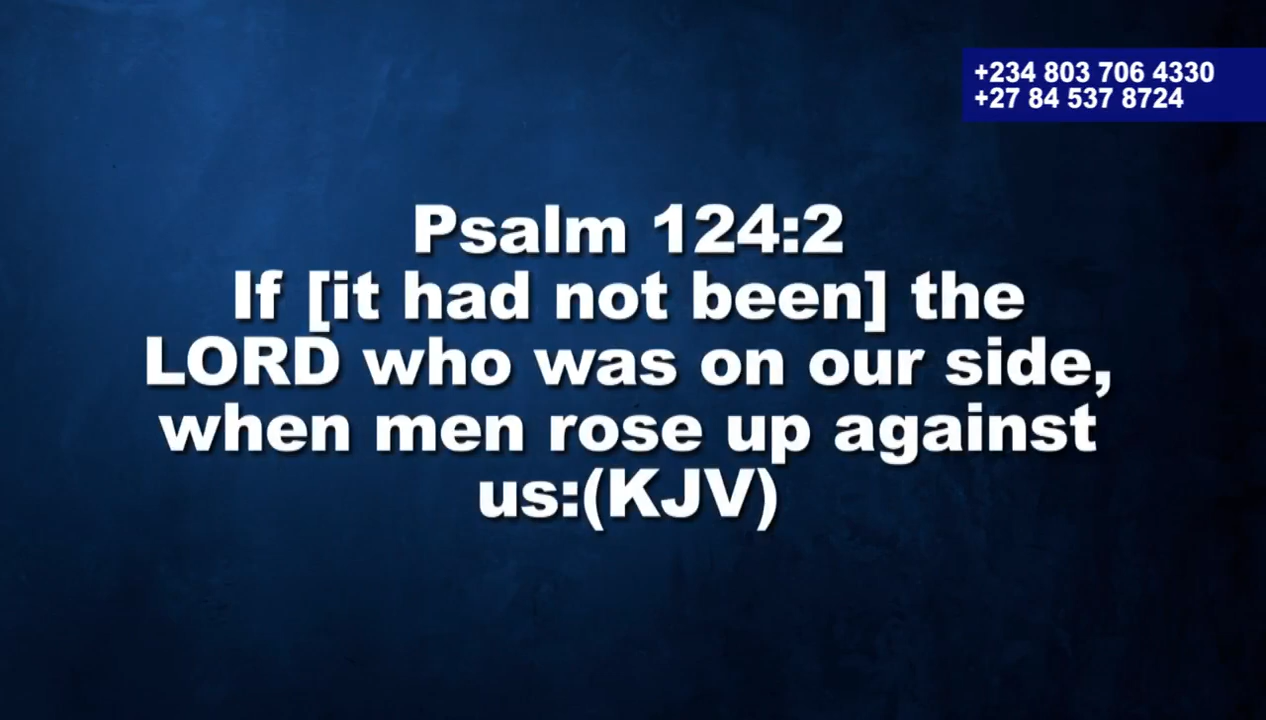 +234 803 706 4330
+27 84 537 8724
Psalm 124:2
If [it had not been] the
LORD who was on our side,
when men rose up against
us:(KJV)